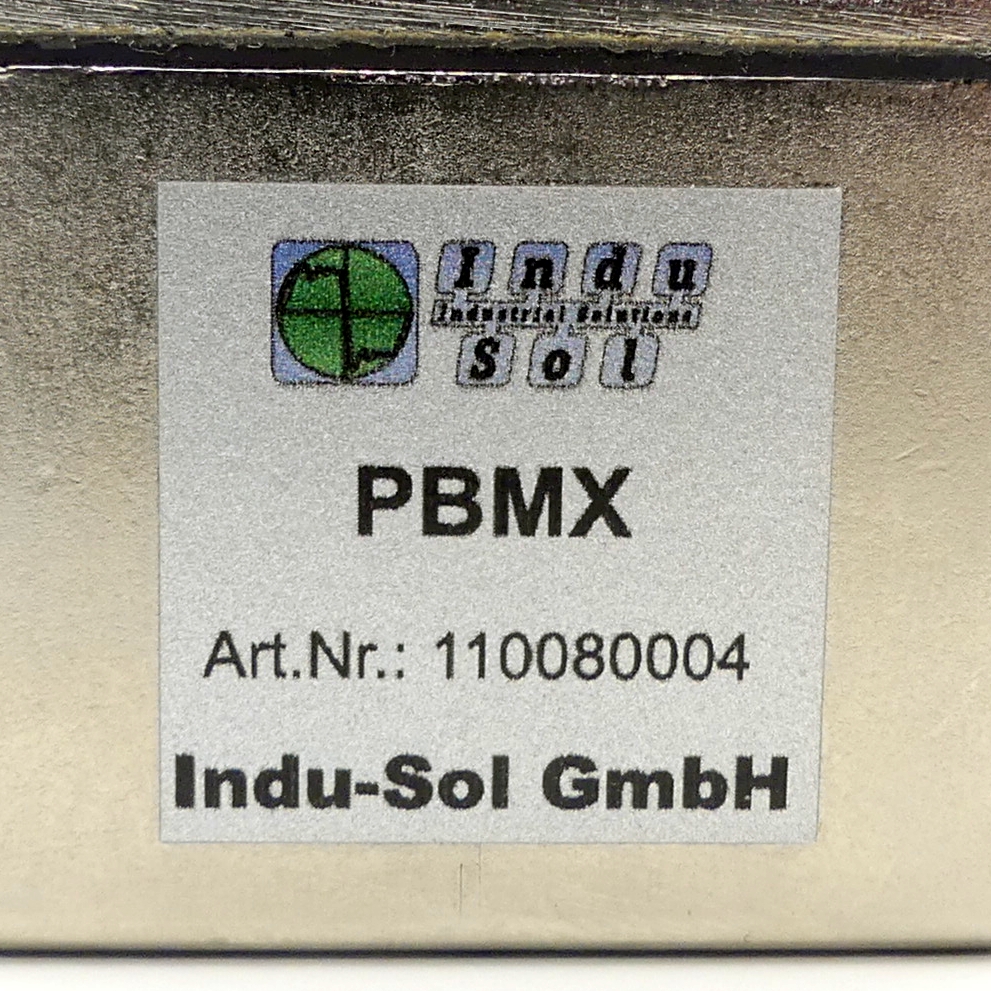 Indu
Industrial Solutions
Sol
PBMX
Art.Nr.: 110080004
Indu-Sol GmbH